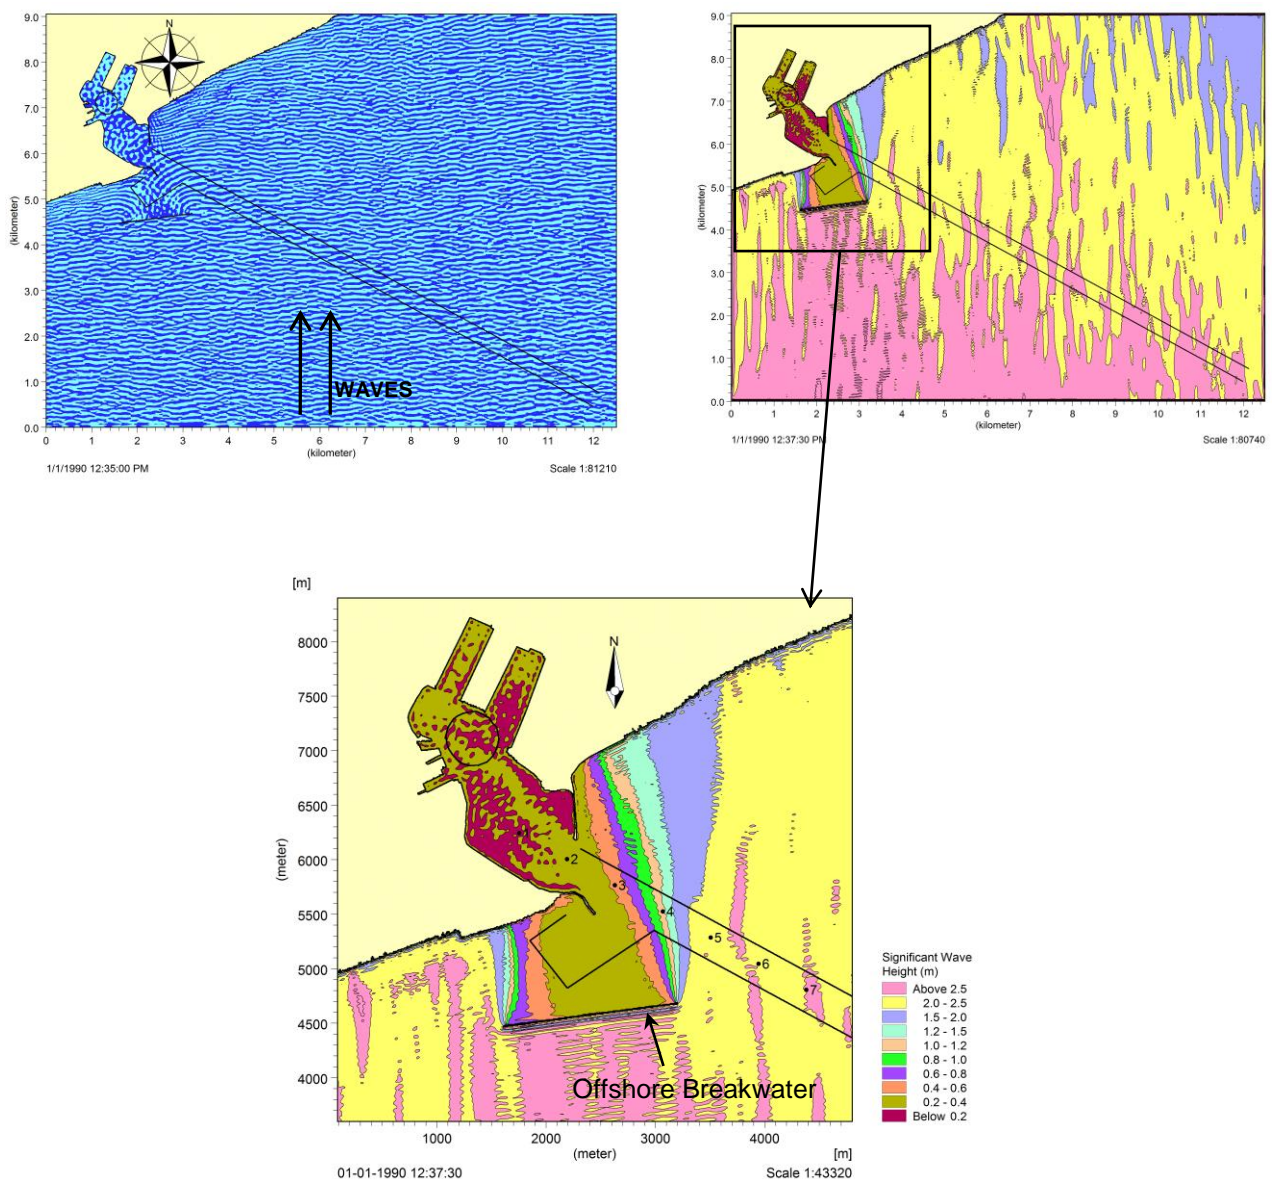 9.0
8.0
7.0
6.0
5.0
4.0
3.0
2.0
1.0
0.0
(kilometer)
N
WAVES
0 1 2 3 4 5 6 7 8 9 10 11 12
(kilometer)
1/1/1990 12:35:00 PM Scale 1:81210
9.0
8.0
7.0
6.0
5.0
4.0
3.0
2.0
1.0
0.0
(kilometer)
0 1 2 3 4 5 6 7 8 9 10 11 12
(kilometer)
1/1/1990 12:37:30 PM Scale 1:80740
[m]
8000
7500
7000
6500
6000
5500
5000
4500
4000
(meter)
N
1
2
3
4
5
6
7
Offshore Breakwater
1000 2000 3000 4000
(meter) [m]
01-01-1990 12:37:30 Scale 1:43320
Significant Wave
Height (m)
Above 2.5
2.0 - 2.5
1.5 - 2.0
1.2 - 1.5
1.0 - 1.2
0.8 - 1.0
0.6 - 0.8
0.4 - 0.6
0.2 - 0.4
Below 0.2